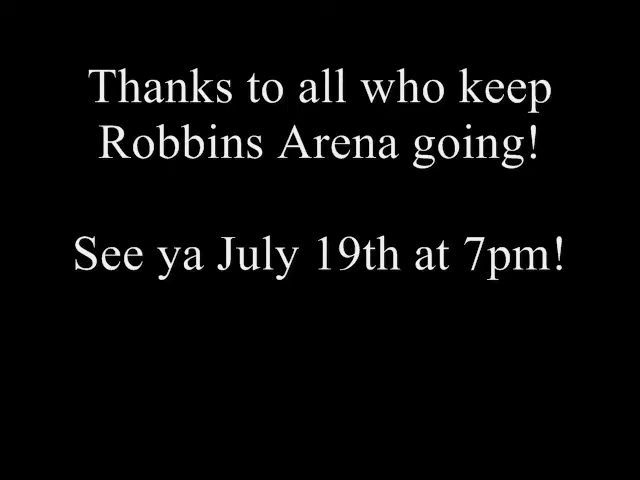 Thanks to all who keep
Robbins Arena going!
See ya July 19th at 7pm!